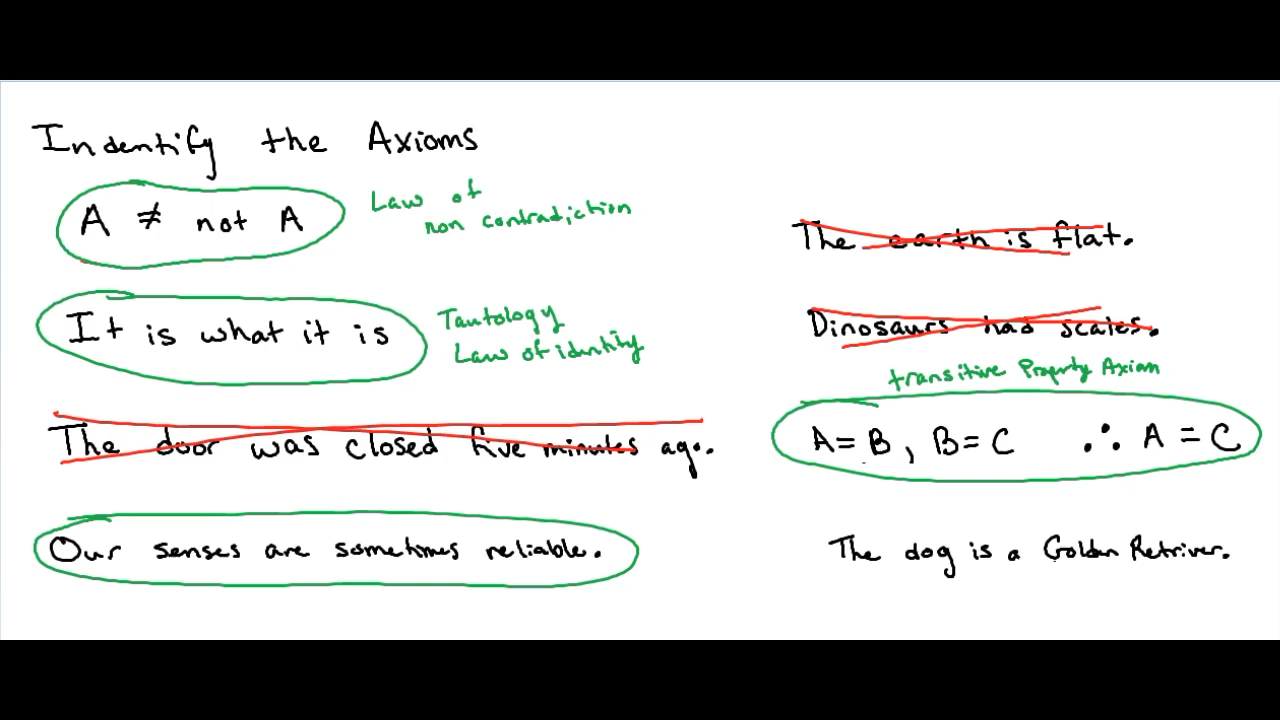 Indentify the Axioms
A ≠ not A
Law of
non contradiction
It is what it is
Tautology
Law of identity
The door was closed five minutes ago.
Our senses are sometimes reliable.
The earth is flat.
Dinosaurs had scales.
transitive Property Axiom
A = B , B = C ∴ A = C
The dog is a Golden Retriver.